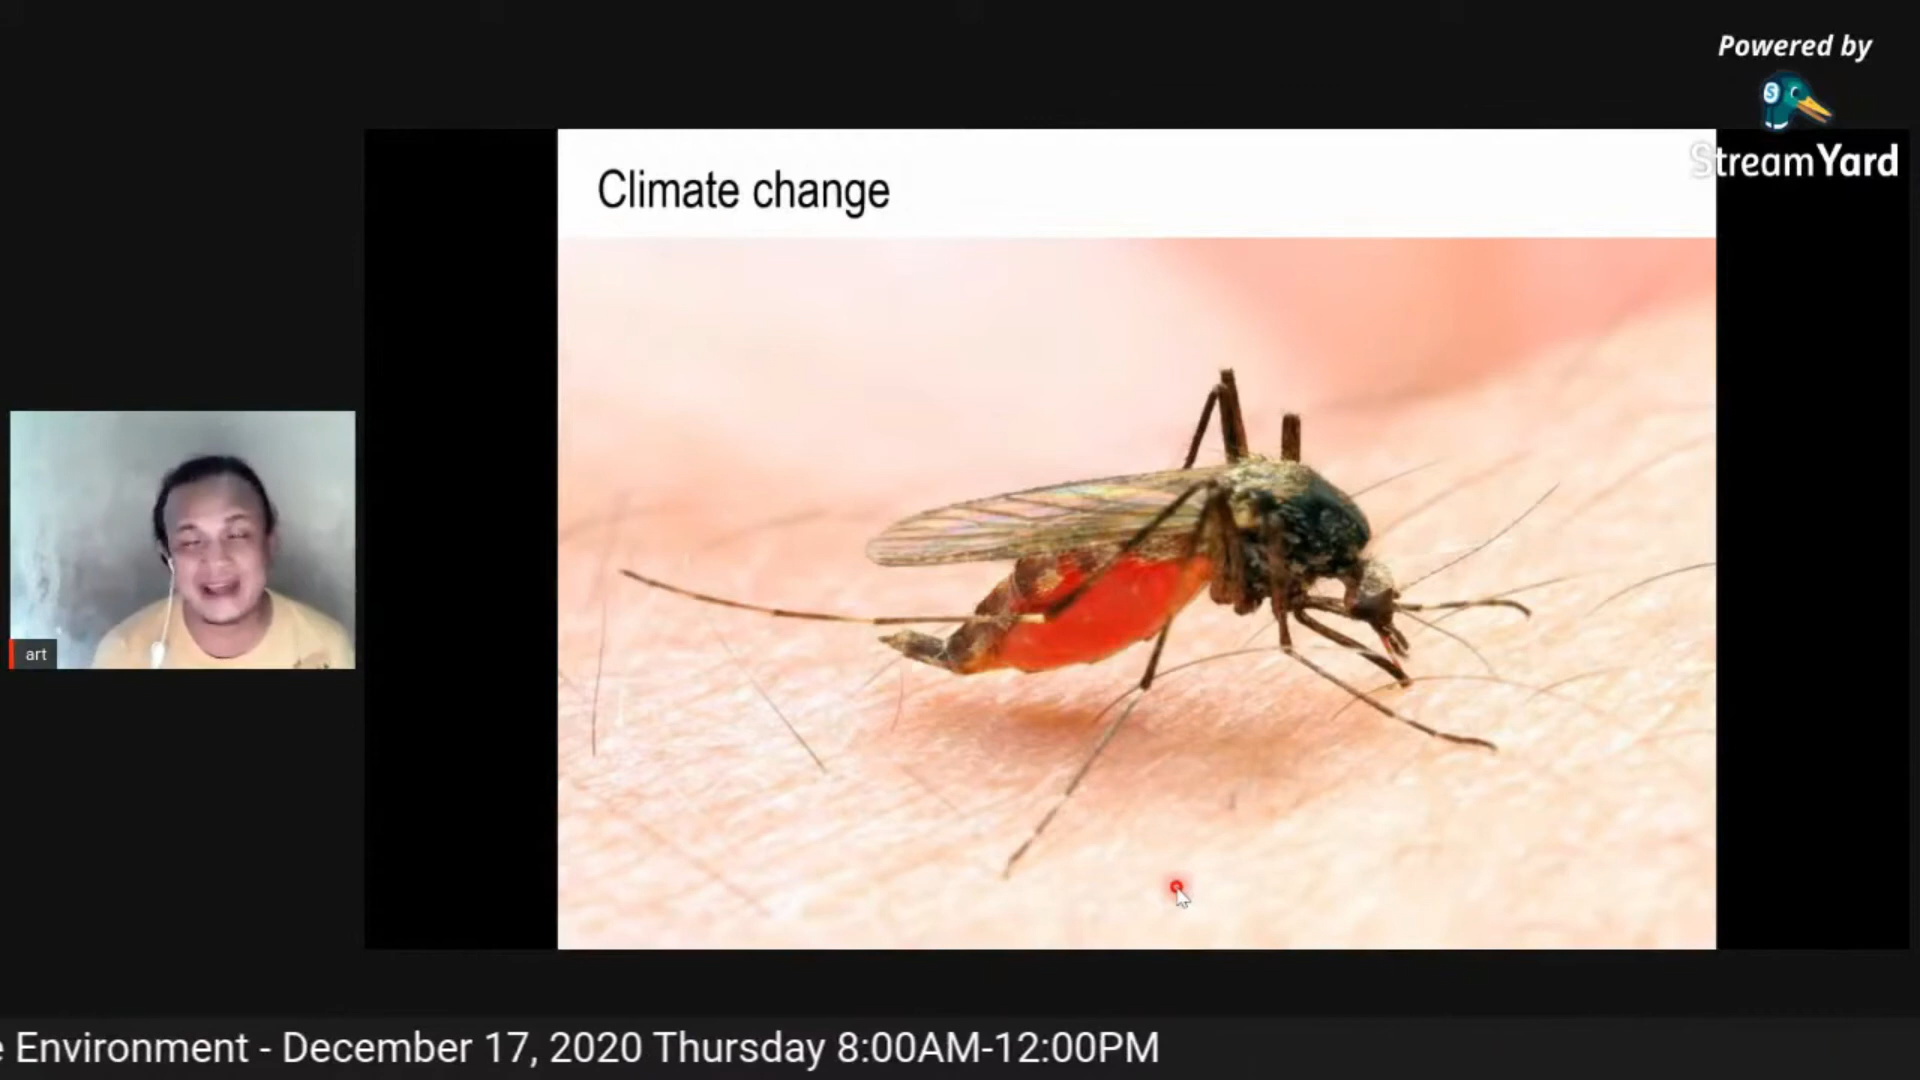 Powered by
StreamYard
Climate change
art
Environment - December 17, 2020 Thursday 8:00AM-12:00PM